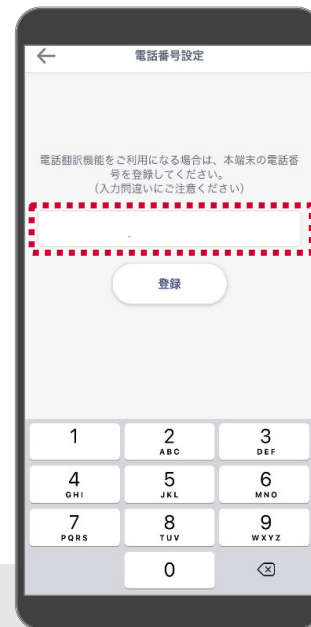 電話番号設定
電話翻訳機能をご利用になる場合は、本端末の電話番
号を登録してください。
（入力間違いにご注意ください）
登録
1 2 3
ABC DEF
4 5 6
GHI JKL MNO
7 8 9
PQRS TUV WXYZ
0